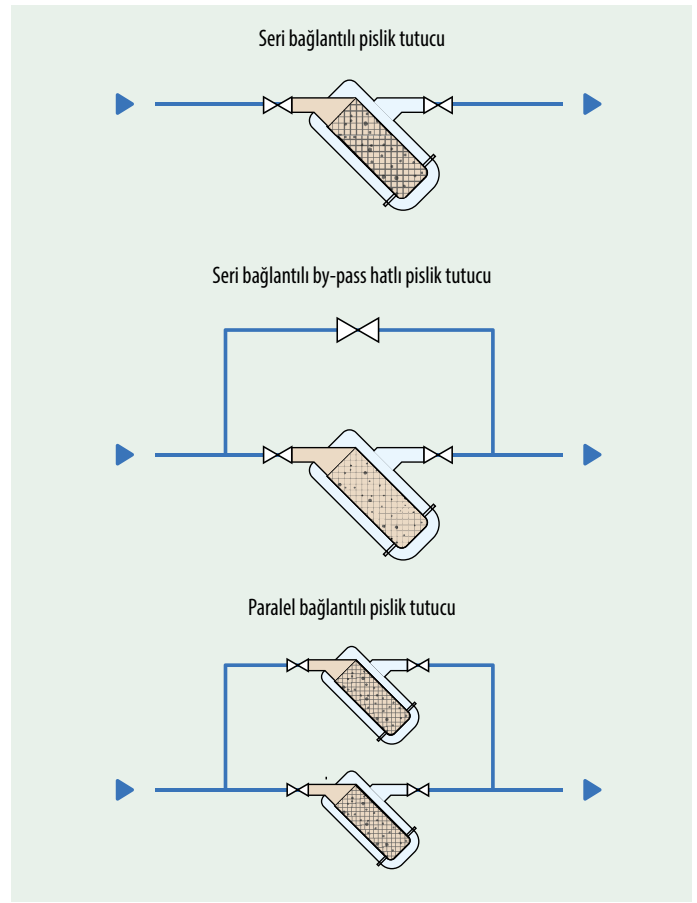 Seri bağlantılı pislik tutucu
Seri bağlantılı by-pass hatlı pislik tutucu
Paralel bağlantılı pislik tutucu